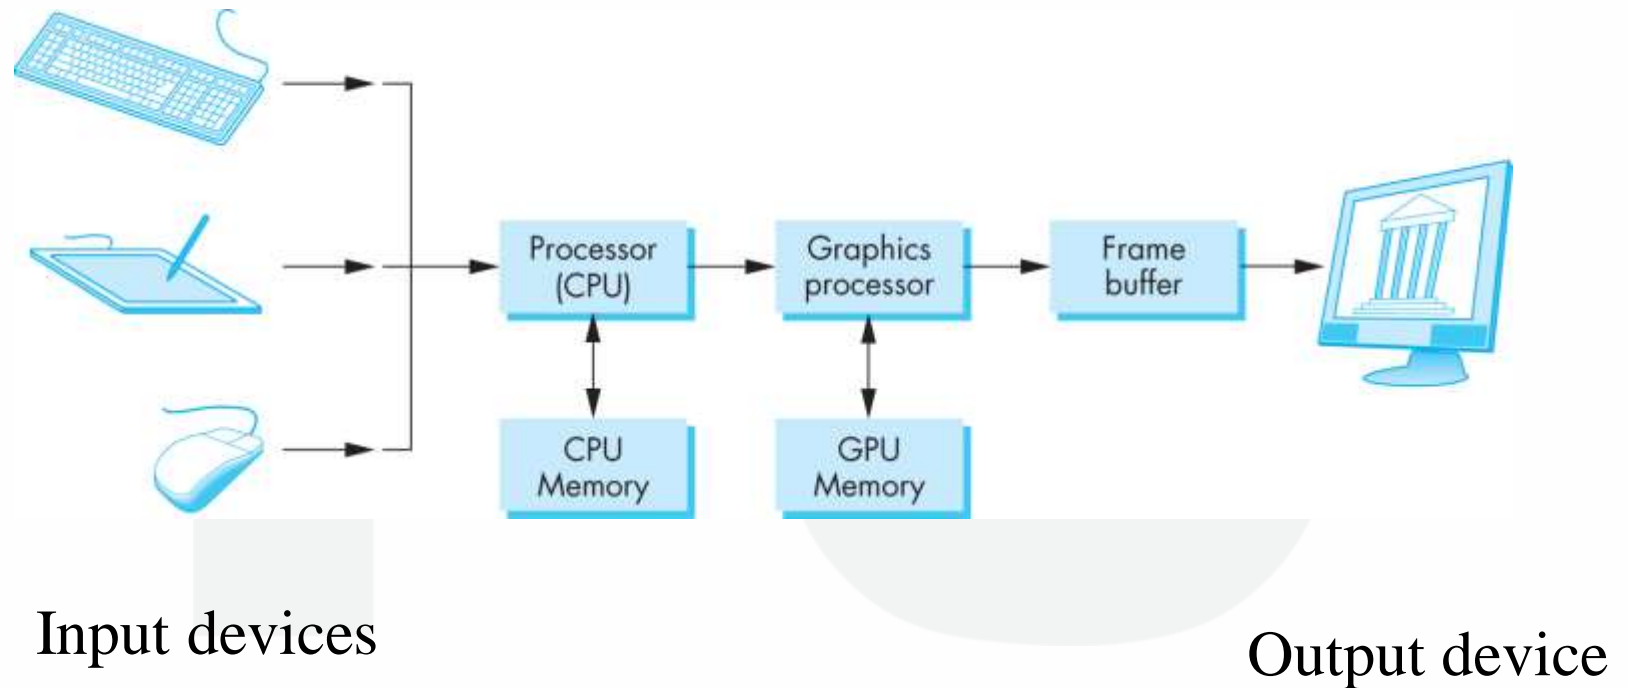 Processor
(CPU)
Graphics
processor
Frame
buffer
CPU
Memory
GPU
Memory
Input devices
Output device